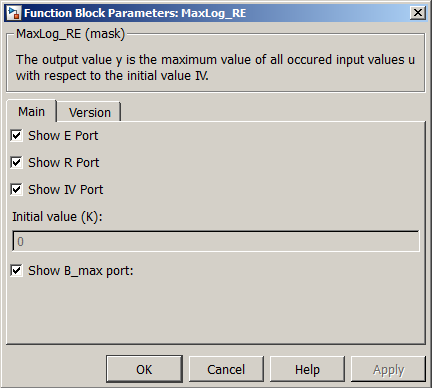 Function Block Parameters: MaxLog_RE
MaxLog_RE (mask)
The output value y is the maximum value of all occured input values u
with respect to the initial value IV.
Main Version
Show E Port
Show R Port
Show IV Port
Initial value (K):
0
Show B_max port:
OK Cancel Help Apply